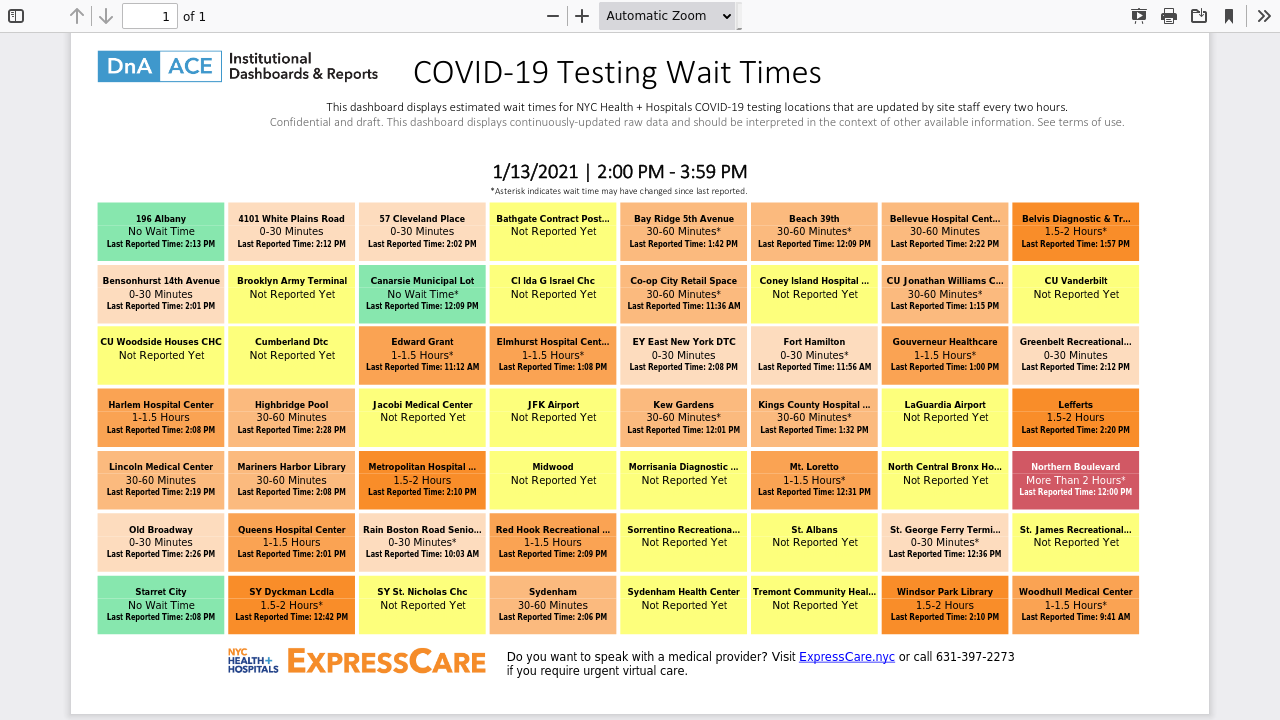 1 of 1 Automatic Zoom
DnA ACE Institutional Dashboards & Reports
COVID-19 Testing Wait Times
This dashboard displays estimated wait times for NYC Health + Hospitals COVID-19 testing locations that are updated by site staff every two hours.
Confidential and draft. This dashboard displays continuously-updated raw data and should be interpreted in the context of other available information. See terms of use.
1/13/2021 | 2:00 PM - 3:59 PM
*Asterisk indicates wait time may have changed since last reported.
196 Albany
No Wait Time
Last Reported Time: 2:13 PM
4101 White Plains Road
0-30 Minutes
Last Reported Time: 2:12 PM
57 Cleveland Place
0-30 Minutes
Last Reported Time: 2:02 PM
Bathgate Contract Post...
Not Reported Yet
Bay Ridge 5th Avenue
30-60 Minutes*
Last Reported Time: 1:42 PM
Beach 39th
30-60 Minutes*
Last Reported Time: 12:09 PM
Bellevue Hospital Cent...
30-60 Minutes
Last Reported Time: 2:22 PM
Belvis Diagnostic & Tr...
1.5-2 Hours*
Last Reported Time: 1:57 PM
Bensonhurst 14th Avenue
0-30 Minutes
Last Reported Time: 2:01 PM
Brooklyn Army Terminal
Not Reported Yet
Canarsie Municipal Lot
No Wait Time*
Last Reported Time: 12:09 PM
Cl Ida G Israel Chc
Not Reported Yet
Co-op City Retail Space
30-60 Minutes*
Last Reported Time: 11:36 AM
Coney Island Hospital ...
Not Reported Yet
CU Jonathan Williams C...
30-60 Minutes*
Last Reported Time: 1:15 PM
CU Vanderbilt
Not Reported Yet
CU Woodside Houses CHC
Not Reported Yet
Cumberland Dtc
Not Reported Yet
Edward Grant
1-1.5 Hours*
Last Reported Time: 11:12 AM
Elmhurst Hospital Cent...
1-1.5 Hours*
Last Reported Time: 1:08 PM
EY East New York DTC
0-30 Minutes
Last Reported Time: 2:08 PM
Fort Hamilton
0-30 Minutes*
Last Reported Time: 11:56 AM
Gouverneur Healthcare
1-1.5 Hours*
Last Reported Time: 1:00 PM
Greenbelt Recreational...
0-30 Minutes
Last Reported Time: 2:12 PM
Harlem Hospital Center
1-1.5 Hours
Last Reported Time: 2:08 PM
Highbridge Pool
30-60 Minutes
Last Reported Time: 2:28 PM
Jacobi Medical Center
Not Reported Yet
JFK Airport
Not Reported Yet
Kew Gardens
30-60 Minutes*
Last Reported Time: 12:01 PM
Kings County Hospital ...
30-60 Minutes*
Last Reported Time: 1:32 PM
LaGuardia Airport
Not Reported Yet
Lefferts
1.5-2 Hours
Last Reported Time: 2:20 PM
Lincoln Medical Center
30-60 Minutes
Last Reported Time: 2:19 PM
Mariners Harbor Library
30-60 Minutes
Last Reported Time: 2:08 PM
Metropolitan Hospital ...
1.5-2 Hours
Last Reported Time: 2:10 PM
Midwood
Not Reported Yet
Morrisania Diagnostic ...
Not Reported Yet
Mt. Loretto
1-1.5 Hours*
Last Reported Time: 12:31 PM
North Central Bronx Ho...
Not Reported Yet
Northern Boulevard
More Than 2 Hours*
Last Reported Time: 12:00 PM
Old Broadway
0-30 Minutes
Last Reported Time: 2:26 PM
Queens Hospital Center
1-1.5 Hours
Last Reported Time: 2:01 PM
Rain Boston Road Senio...
0-30 Minutes*
Last Reported Time: 10:03 AM
Red Hook Recreational ...
1-1.5 Hours
Last Reported Time: 2:09 PM
Sorrentino Recreationa...
Not Reported Yet
St. Albans
Not Reported Yet
St. George Ferry Termi...
0-30 Minutes*
Last Reported Time: 12:36 PM
St. James Recreational...
Not Reported Yet
Starret City
No Wait Time
Last Reported Time: 2:08 PM
SY Dyckman Lcdla
1.5-2 Hours*
Last Reported Time: 12:42 PM
SY St. Nicholas Chc
Not Reported Yet
Sydenham
30-60 Minutes
Last Reported Time: 2:06 PM
Sydenham Health Center
Not Reported Yet
Tremont Community Heal...
Not Reported Yet
Windsor Park Library
1.5-2 Hours
Last Reported Time: 2:10 PM
Woodhull Medical Center
1-1.5 Hours*
Last Reported Time: 9:41 AM
NYC HEALTH+ HOSPITALS
EXPRESSCARE
Do you want to speak with a medical provider? Visit ExpressCare.nyc or call 631-397-2273
if you require urgent virtual care.